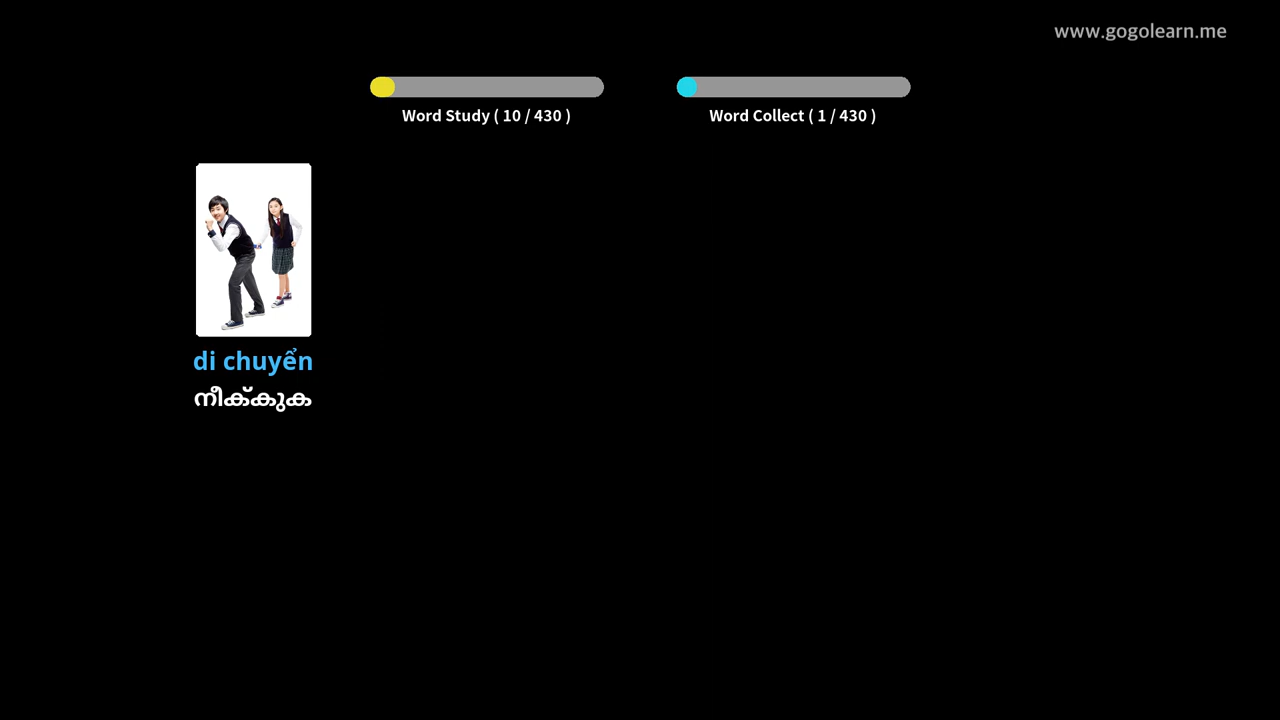 www.gogolearn.me
Word Study ( 10 / 430 )
Word Collect ( 1 / 430 )
di chuyển
നീക്കുക